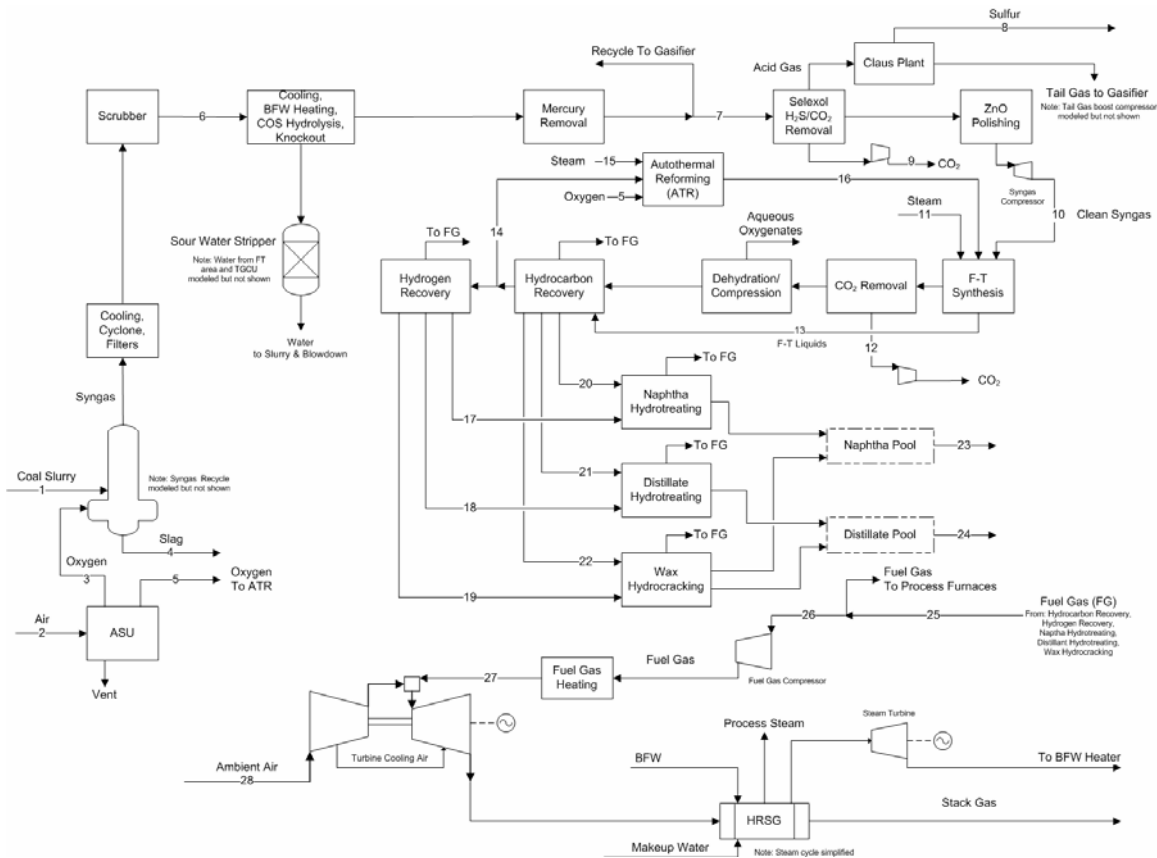 Sulfur
8
Recycle To Gasifier
Acid Gas
Claus Plant
Tail Gas to Gasifier
Note: Tail Gas boost compressor
modeled but not shown
Scrubber
6
Cooling,
BFW Heating,
COS Hydrolysis,
Knockout
Mercury
Removal
7
Selexol
H₂S/CO₂
Removal
ZnO
Polishing
9
CO₂
Syngas
Compressor
10
Clean Syngas
Steam
15
Oxygen
5
Autothermal
Reforming
(ATR)
16
Steam
11
Sour Water Stripper
Note: Water from FT
area and TGCU
modeled but not shown
Water
to Slurry & Blowdown
To FG
14
To FG
Aqueous
Oxygenates
Hydrogen
Recovery
Hydrocarbon
Recovery
Dehydration/
Compression
CO₂ Removal
F-T
Synthesis
13
F-T Liquids
12
CO₂
Cooling,
Cyclone,
Filters
Syngas
To FG
20
Naphtha
Hydrotreating
17
Naphtha Pool
23
To FG
21
Distillate
Hydrotreating
18
Distillate Pool
24
To FG
22
Wax
Hydrocracking
19
Coal Slurry
1
Note: Syngas Recycle
modeled but not shown
Slag
4
Oxygen
3
5
Oxygen
To ATR
Air
2
ASU
Vent
Fuel Gas
To Process Furnaces
26
25
Fuel Gas (FG)
From: Hydrocarbon Recovery,
Hydrogen Recovery,
Naptha Hydrotreating,
Distillant Hydrotreating,
Wax Hydrocracking
Fuel Gas Compressor
Fuel Gas
Fuel Gas
Heating
27
Turbine Cooling Air
Ambient Air
28
Process Steam
Steam Turbine
BFW
To BFW Heater
HRSG
Stack Gas
Makeup Water
Note: Steam cycle simplified